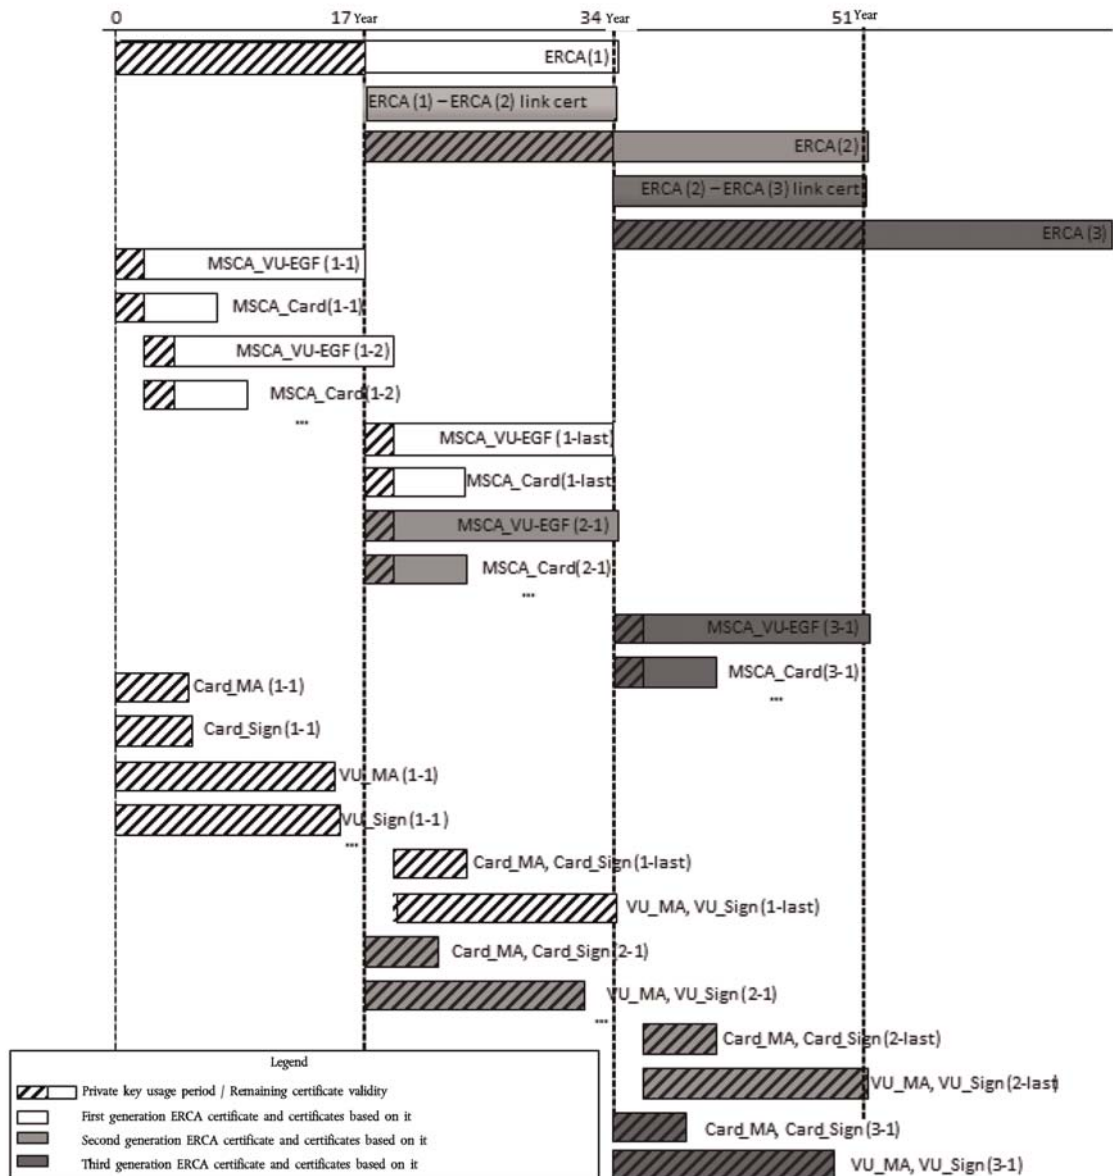 0 17 Year 34 Year 51 Year
ERCA (1)
ERCA (1) – ERCA (2) link cert
ERCA (2)
ERCA (2) – ERCA (3) link cert
ERCA (3)
MSCA_VU-EGF (1-1)
MSCA_Card(1-1)
MSCA_VU-EGF (1-2)
MSCA_Card(1-2)
...
MSCA_VU-EGF (1-last)
MSCA_Card(1-last
MSCA_VU-EGF (2-1)
MSCA_Card(2-1)
...
MSCA_VU-EGF (3-1)
MSCA_Card(3-1)
...
Card_MA (1-1)
Card_Sign (1-1)
VU_MA (1-1)
VU_Sign (1-1)
...
Card_MA, Card_Sign (1-last)
VU_MA, VU_Sign (1-last)
Card_MA, Card_Sign (2-1)
VU_MA, VU_Sign (2-1)
...
Card_MA, Card_Sign (2-last)
VU_MA, VU_Sign (2-last)
Card_MA, Card_Sign (3-1)
VU_MA, VU_Sign (3-1)
Legend
Private key usage period / Remaining certificate validity
First generation ERCA certificate and certificates based on it
Second generation ERCA certificate and certificates based on it
Third generation ERCA certificate and certificates based on it